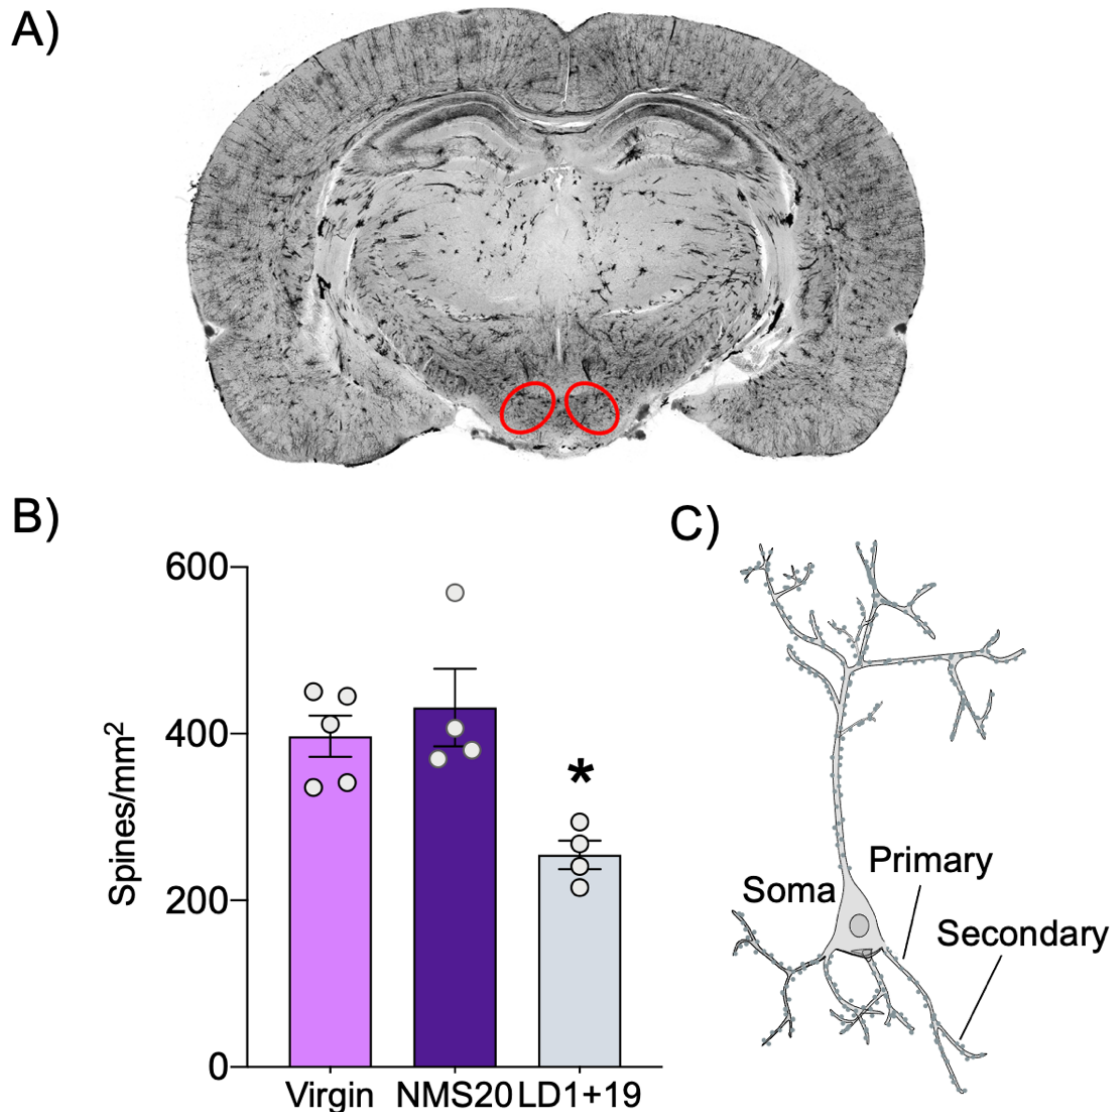 A)
B)
600
400
200
0
Spines/mm²
*
Virgin NMS20 LD1+19
C)
Soma
Primary
Secondary